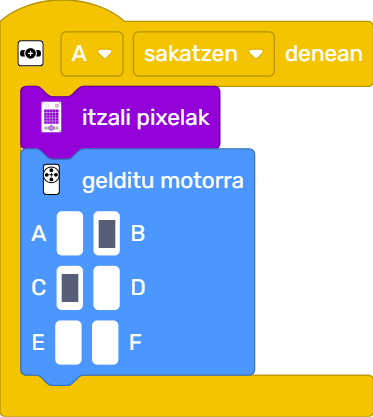 A sakatzen denean
itzali pixelak
gelditu motorra
A B
C D
E F